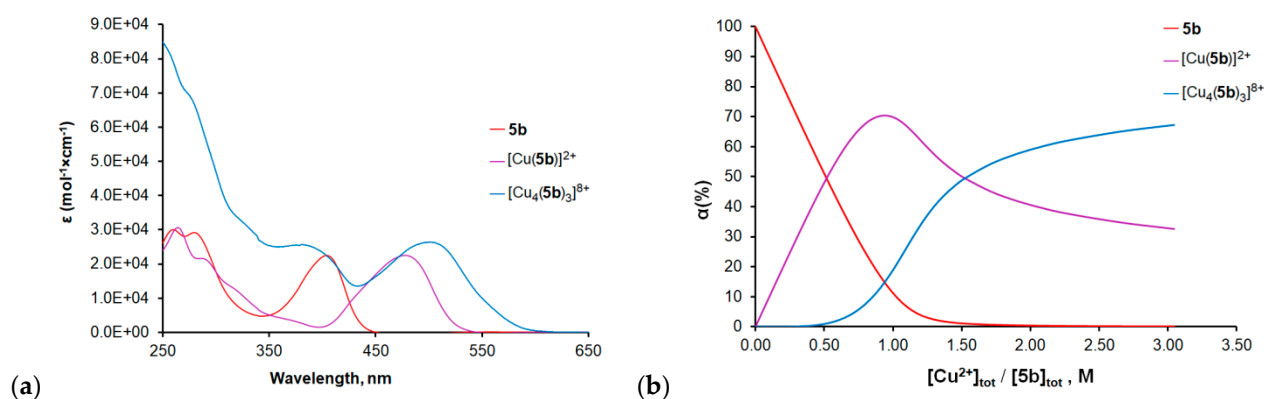 9.0E+04
8.0E+04
7.0E+04
6.0E+04
5.0E+04
4.0E+04
3.0E+04
2.0E+04
1.0E+04
0.0E+00
ε (mol⁻¹×cm⁻¹)
250 350 450 550 650
Wavelength, nm
5b
[Cu(5b)]²⁺
[Cu₄(5b)₃]⁸⁺
(a)
100
90
80
70
60
50
40
30
20
10
0
α(%)
0.00 0.50 1.00 1.50 2.00 2.50 3.00 3.50
[Cu²⁺]tot / [5b]tot , M
5b
[Cu(5b)]²⁺
[Cu₄(5b)₃]⁸⁺
(b)